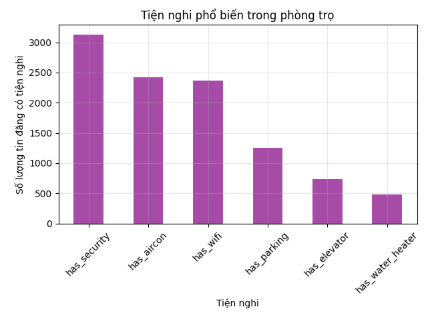 Tiện nghi phổ biến trong phòng trọ
Số lượng tin đăng có tiện nghi
3000
2500
2000
1500
1000
500
0
has_security
has_aircon
has_wifi
has_parking
has_elevator
has_water_heater
Tiện nghi